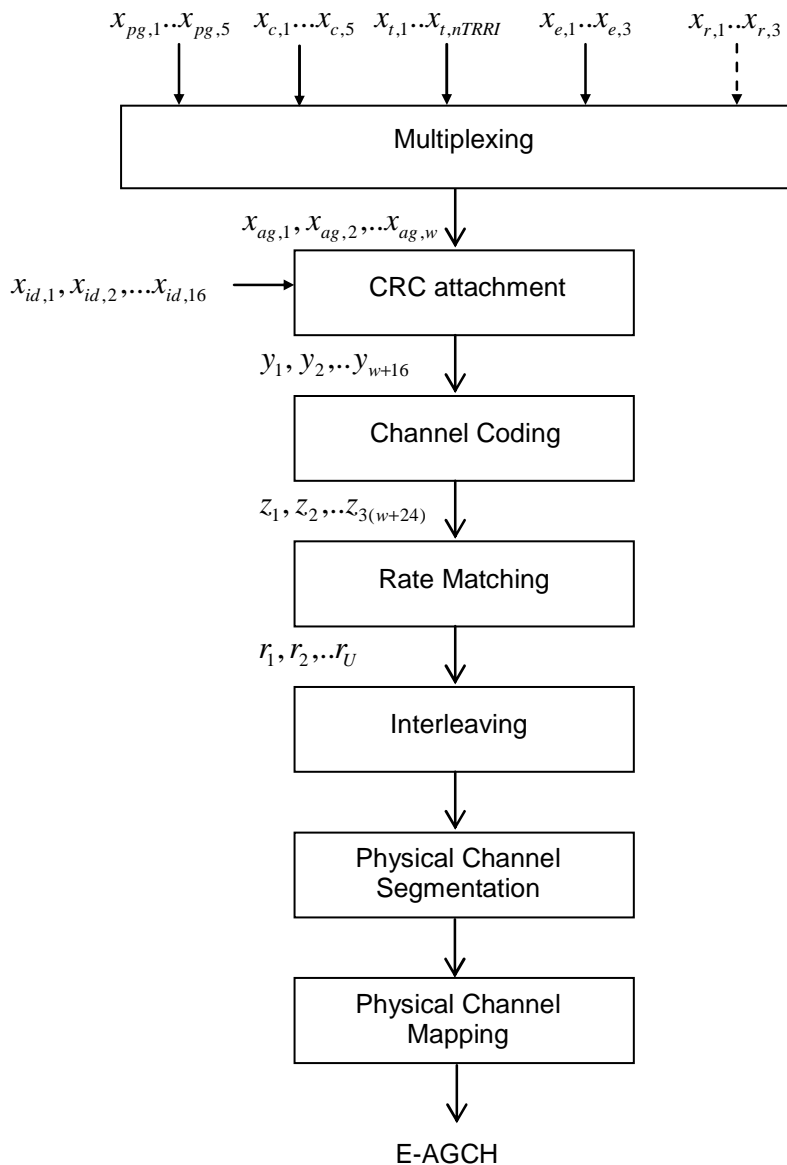 x_{pg,1}..x_{pg,5} x_{c,1}...x_{c,5} x_{t,1}..x_{t,nTRRI} x_{e,1}..x_{e,3} x_{r,1}..x_{r,3}
Multiplexing
x_{ag,1}, x_{ag,2},..x_{ag,w}
x_{id,1}, x_{id,2},...x_{id,16}
CRC attachment
y_1, y_2,..y_{w+16}
Channel Coding
z_1, z_2,..z_{3(w+24)}
Rate Matching
r_1, r_2,..r_U
Interleaving
Physical Channel
Segmentation
Physical Channel
Mapping
E-AGCH